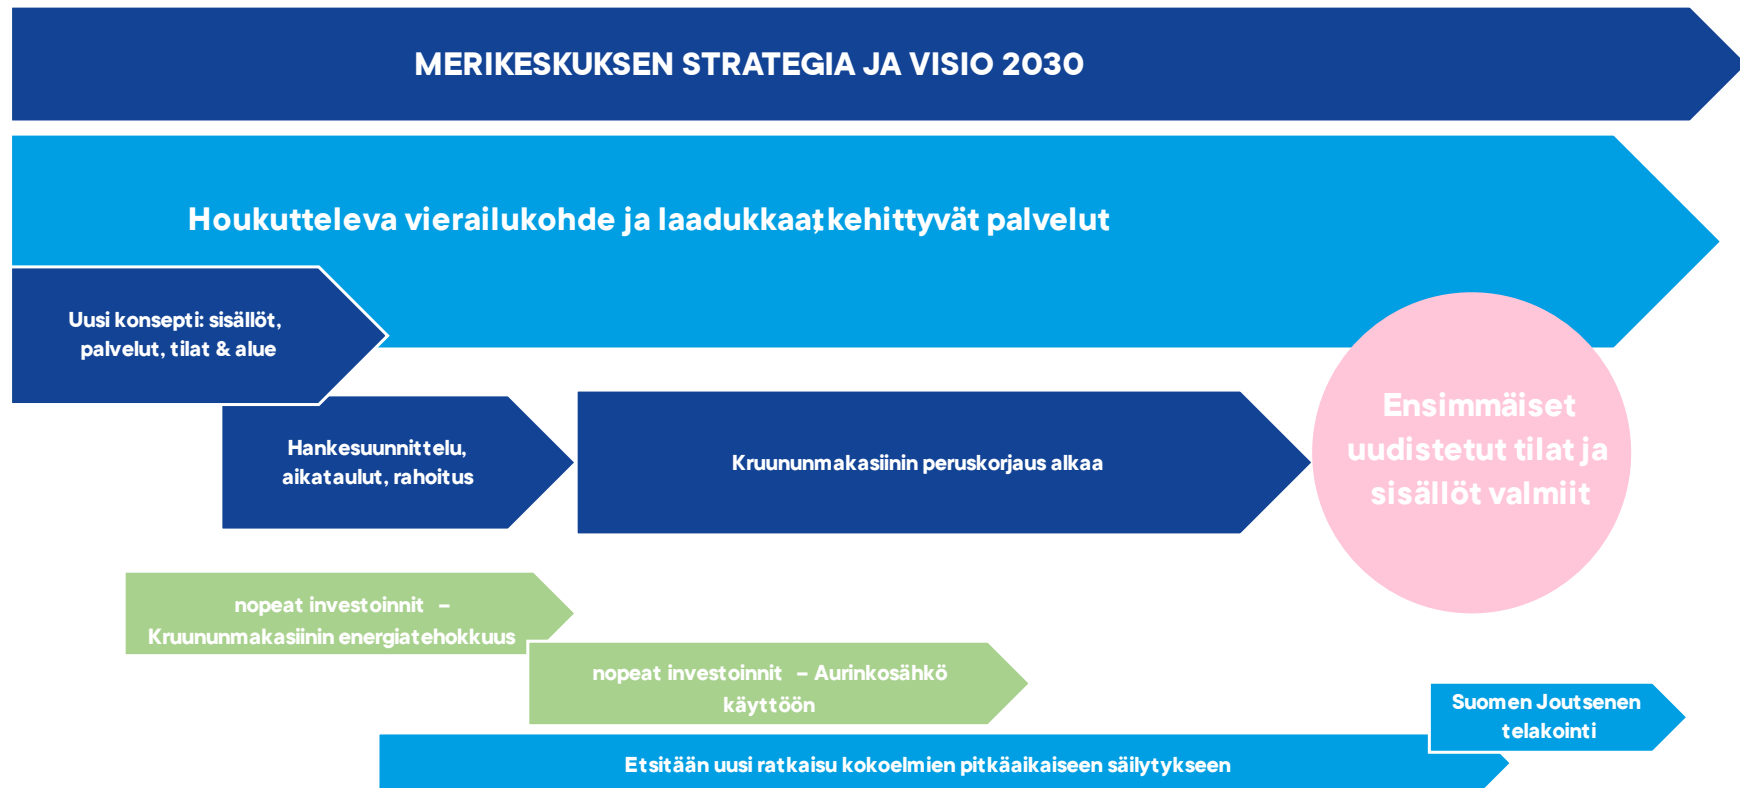 MERIKESKUKSEN STRATEGIA JA VISIO 2030
Houkutteleva vierailukohde ja laadukkaat, kehittyvät palvelut
Uusi konsepti: sisällöt,
palvelut, tilat & alue
Hankesuunnittelu,
aikataulut, rahoitus
Kruununmakasiinin peruskorjaus alkaa
Ensimmäiset
uudistetut tilat ja
sisällöt valmiit
nopeat investoinnit –
Kruununmakasiinin energiatehokkuus
nopeat investoinnit – Aurinkosähkö
käyttöön
Suomen Joutsenen
telakointi
Etsitään uusi ratkaisu kokoelmien pitkäaikaiseen säilytykseen